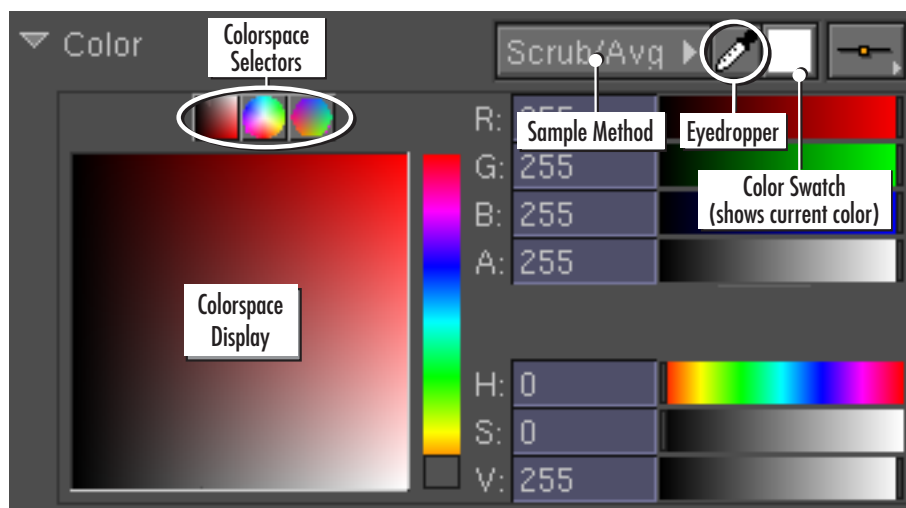 Color
Colorspace
Selectors
Scrub/Avg
R:
Sample Method
Eyedropper
G: 255
Color Swatch
(shows current color)
B: 255
A: 255
Colorspace
Display
H: 0
S: 0
V: 255